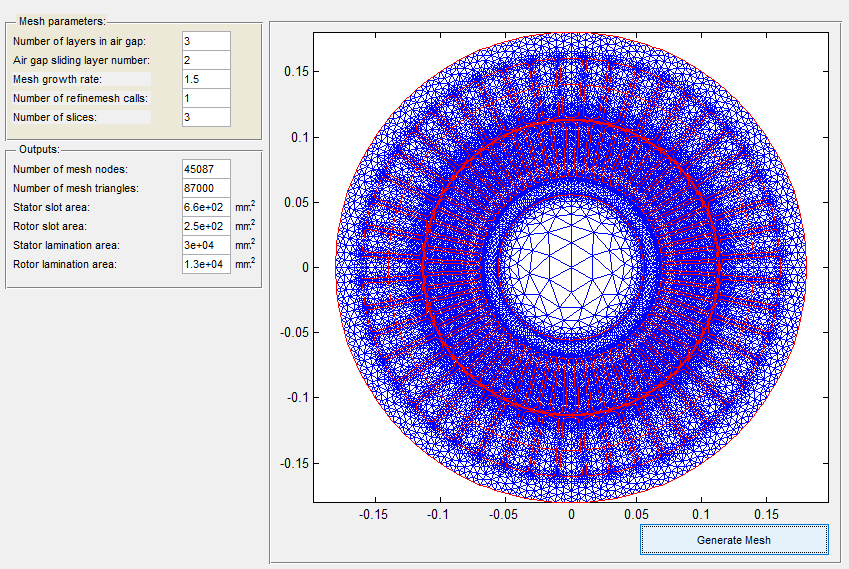 Mesh parameters:
Number of layers in air gap: 3
Air gap sliding layer number: 2
Mesh growth rate: 1.5
Number of refinemesh calls: 1
Number of slices: 3
Outputs:
Number of mesh nodes: 45087
Number of mesh triangles: 87000
Stator slot area: 6.6e+02 mm^2
Rotor slot area: 2.5e+02 mm^2
Stator lamination area: 3e+04 mm^2
Rotor lamination area: 1.3e+04 mm^2
0.15
0.1
0.05
0
-0.05
-0.1
-0.15
-0.15 -0.1 -0.05 0 0.05 0.1 0.15
Generate Mesh